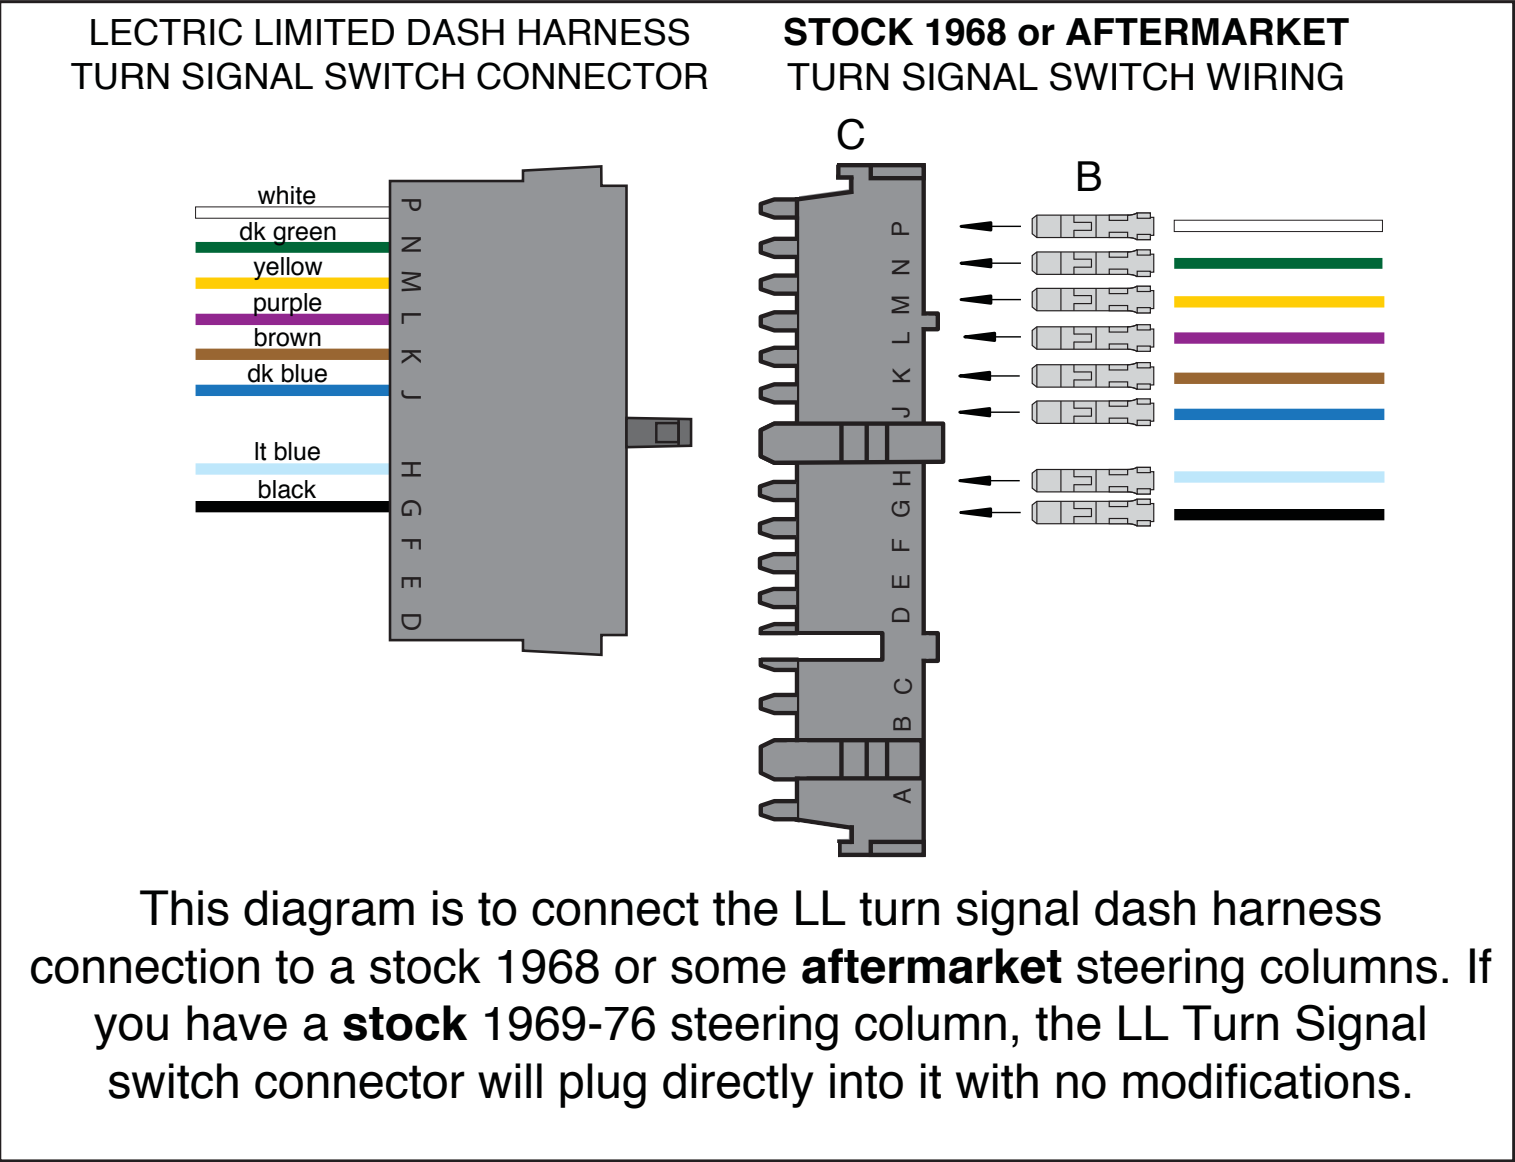 LECTRIC LIMITED DASH HARNESS
TURN SIGNAL SWITCH CONNECTOR
STOCK 1968 or AFTERMARKET
TURN SIGNAL SWITCH WIRING
C
B
white
dk green
yellow
purple
brown
dk blue
lt blue
black
P
N
M
L
K
J
H
G
F
E
D
P
N
M
L
K
J
H
G
F
E
D
C
B
A
This diagram is to connect the LL turn signal dash harness
connection to a stock 1968 or some aftermarket steering columns. If
you have a stock 1969-76 steering column, the LL Turn Signal
switch connector will plug directly into it with no modifications.